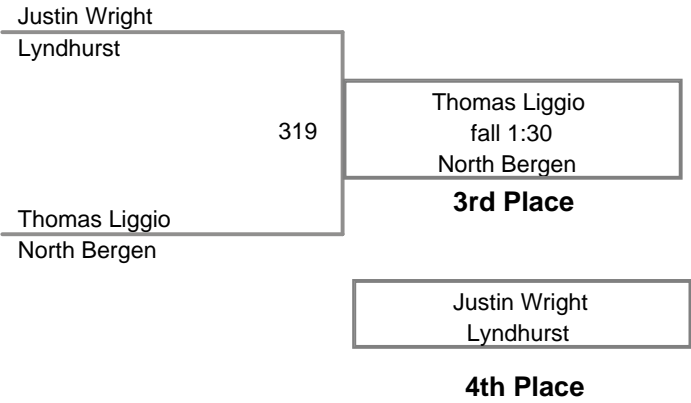 Justin Wright
Lyndhurst
319
Thomas Liggio
fall 1:30
North Bergen
3rd Place
Thomas Liggio
North Bergen
Justin Wright
Lyndhurst
4th Place